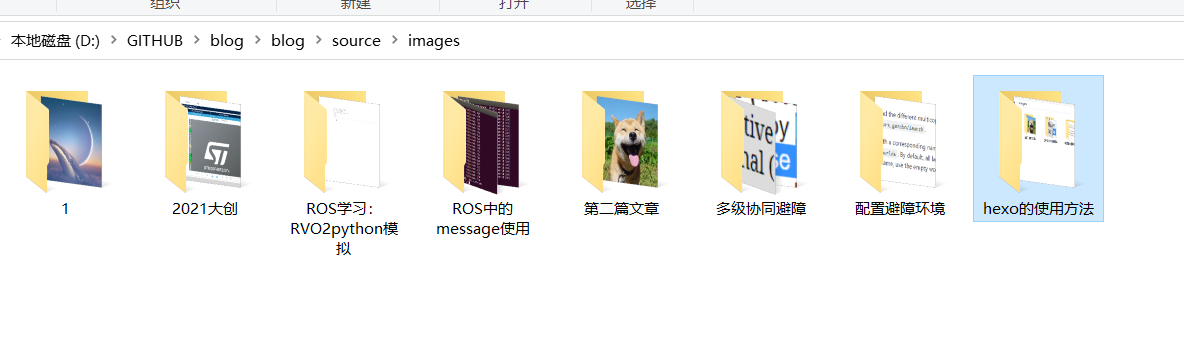 组织
新建
打开
选择
本地磁盘 (D:) > GITHUB > blog > blog > source > images
1
2021大创
ROS学习：
RVO2python模
拟
ROS中的
message使用
第二篇文章
多级协同避障
配置避障环境
hexo的使用方法